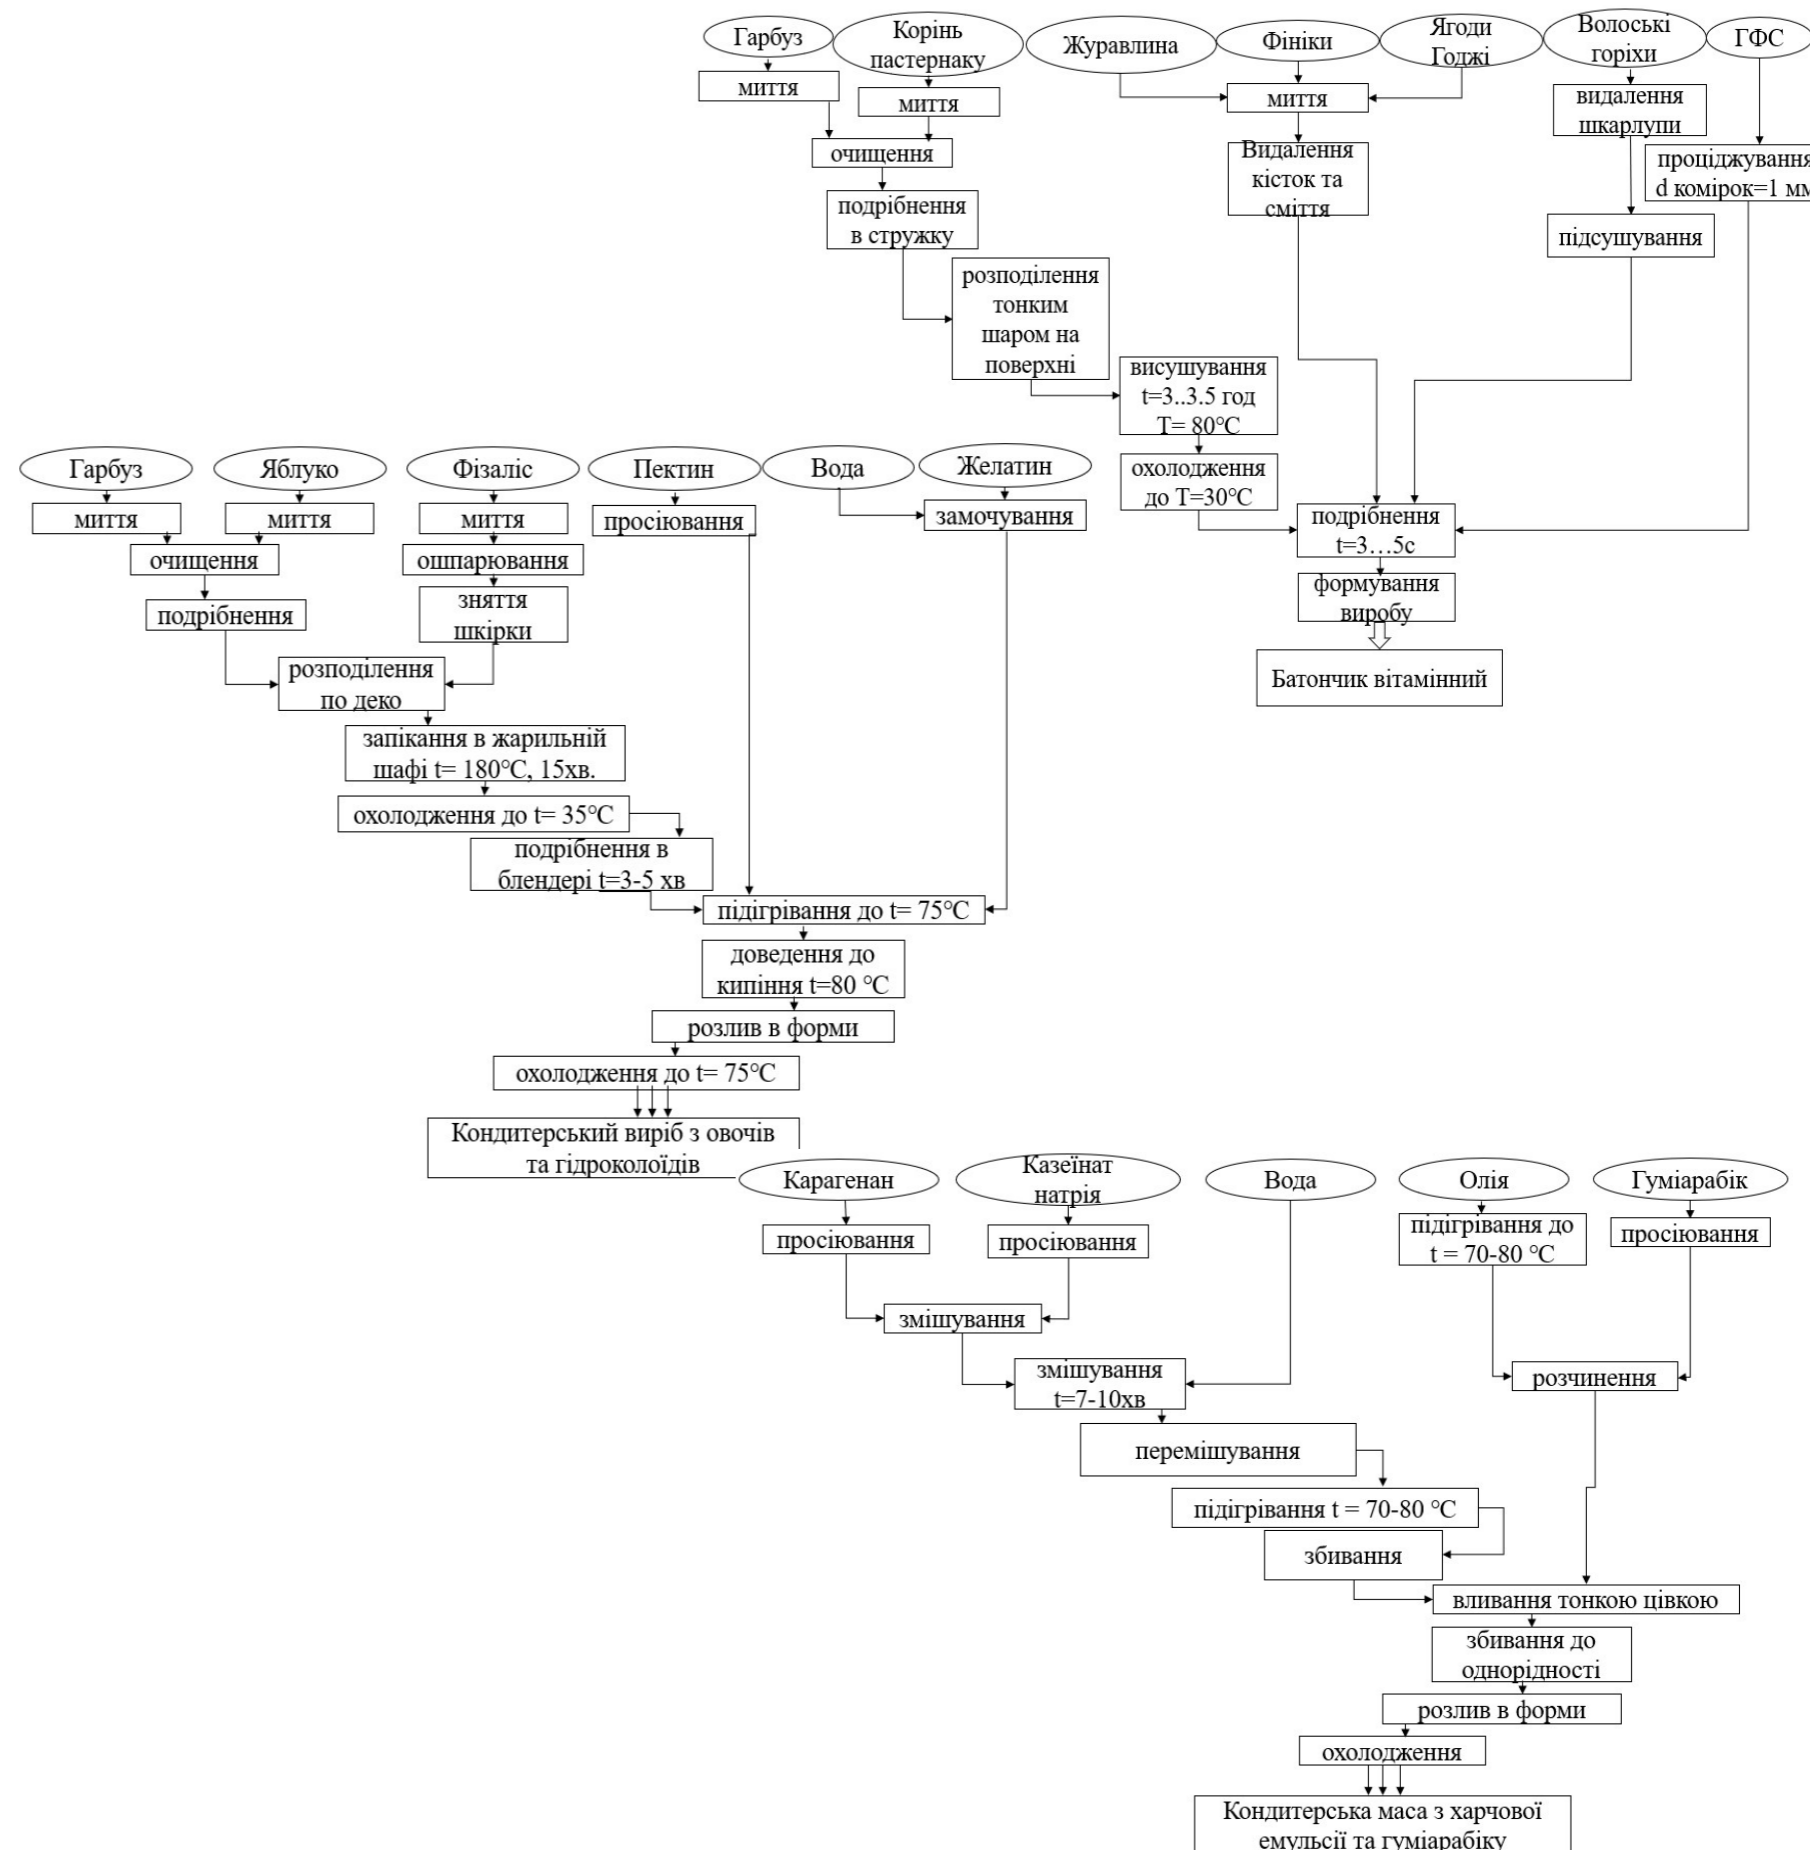 Гарбуз
Корінь
пастернаку
Журавлина
Фініки
Ягоди
Годжі
Волоські
горіхи
ГФС
миття
миття
миття
видалення
шкарлупи
очищення
Видалення
кісток та
сміття
проціджування
d комірок=1 мм
подрібнення
в стружку
підсушування
розподілення
тонким
шаром на
поверхні
висушування
t=3..3.5 год
Т= 80℃
охолодження
до Т=30℃
подрібнення
t=3…5с
формування
виробу
Батончик вітамінний
Гарбуз
Яблуко
Фізаліс
Пектин
Вода
Желатин
миття
миття
миття
просіювання
замочування
очищення
ошпарювання
подрібнення
зняття
шкірки
розподілення
по деко
запікання в жарильній
шафі t= 180℃, 15хв.
охолодження до t= 35℃
подрібнення в
блендері t=3-5 хв
підігрівання до t= 75℃
доведення до
кипіння t=80 ℃
розлив в форми
охолодження до t= 75℃
Кондитерський виріб з овочів
та гідроколоїдів
Карагенан
Казеїнат
натрія
Вода
Олія
Гуміарабік
просіювання
просіювання
підігрівання до
t = 70-80 ℃
просіювання
змішування
змішування
t=7-10хв
розчинення
перемішування
підігрівання t = 70-80 ℃
збивання
вливання тонкою цівкою
збивання до
однорідності
розлив в форми
охолодження
Кондитерська маса з харчової
емульсії та гуміарабіку